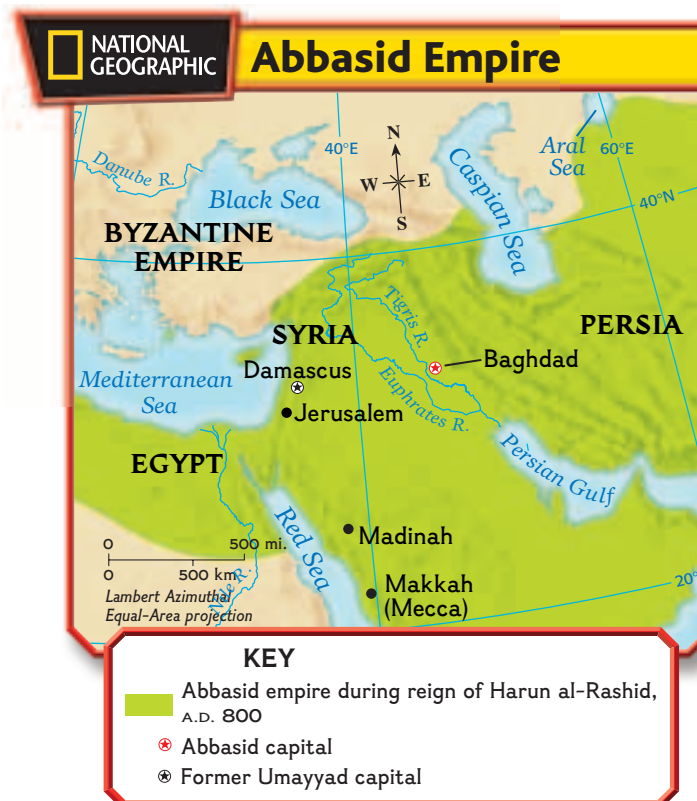 NATIONAL
GEOGRAPHIC
Abbasid Empire
40°E
N
W
E
S
Aral
Sea
60°E
Danube R.
Black Sea
Caspian Sea
40°N
BYZANTINE
EMPIRE
Tigris R.
PERSIA
SYRIA
Baghdad
Damascus
Mediterranean
Sea
Euphrates R.
Jerusalem
EGYPT
Persian Gulf
Red Sea
Madinah
0
500 mi.
0
500 km
Nile R.
Lambert Azimuthal
Equal-Area projection
Makkah
(Mecca)
20°
KEY
Abbasid empire during reign of Harun al-Rashid,
A.D. 800
Abbasid capital
Former Umayyad capital